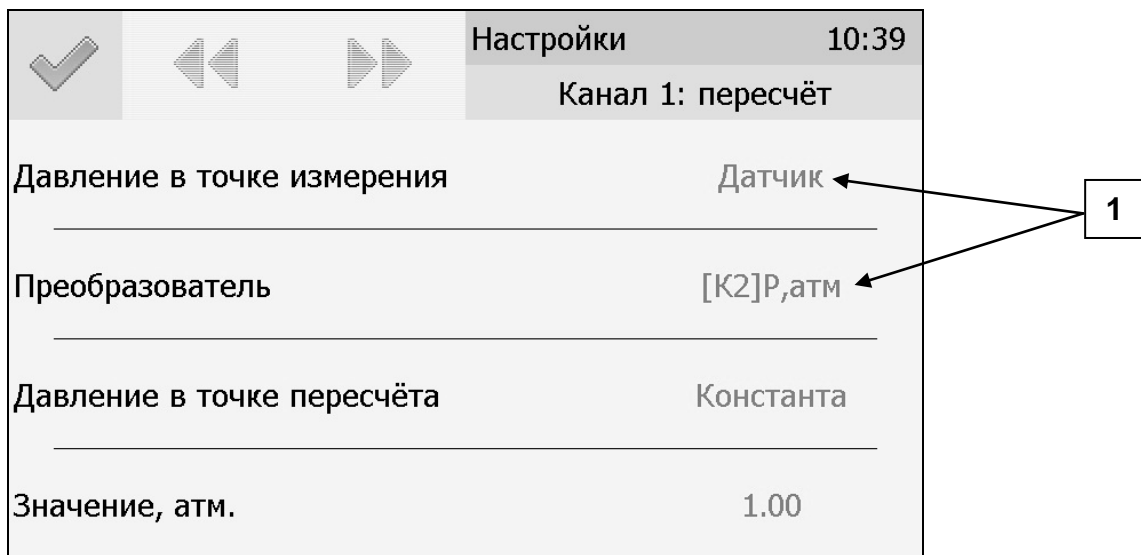 Настройки 10:39
Канал 1: пересчёт
Давление в точке измерения Датчик
1
Преобразователь [К2]Р,атм
Давление в точке пересчёта Константа
Значение, атм. 1.00